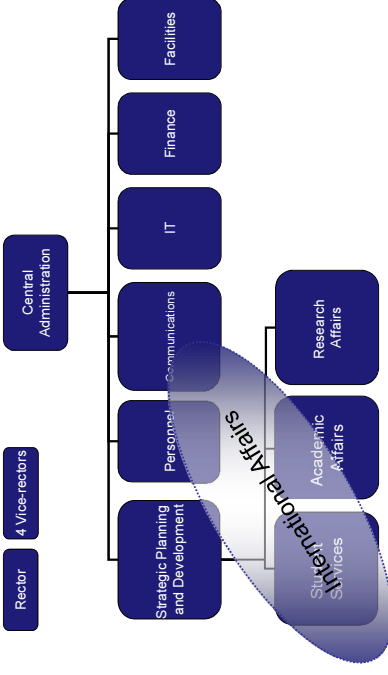 Rector
4 Vice-rectors
Central
Administration
Strategic Planning
and Development
Personnel
Communications
IT
Finance
Facilities
Student
Services
Academic
Affairs
Research
Affairs
International Affairs